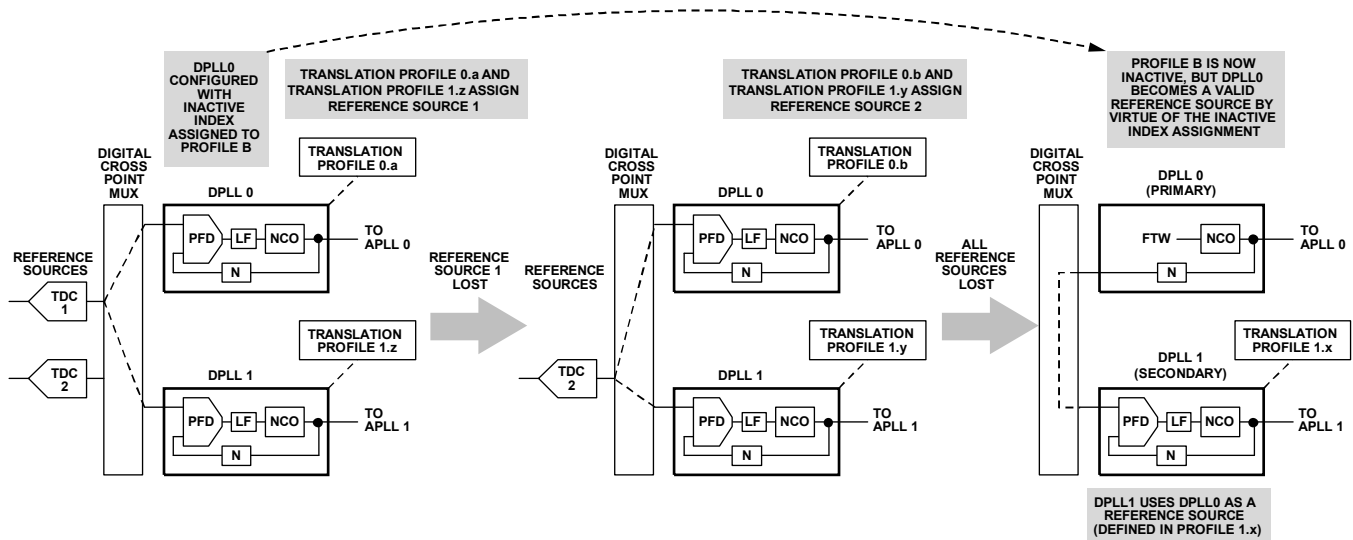 DPLL0
CONFIGURED
WITH
INACTIVE
INDEX
ASSIGNED TO
PROFILE B
TRANSLATION PROFILE 0.a AND
TRANSLATION PROFILE 1.z ASSIGN
REFERENCE SOURCE 1
TRANSLATION PROFILE 0.b AND
TRANSLATION PROFILE 1.y ASSIGN
REFERENCE SOURCE 2
PROFILE B IS NOW
INACTIVE, BUT DPLL0
BECOMES A VALID
REFERENCE SOURCE BY
VIRTUE OF THE INACTIVE
INDEX ASSIGNMENT
DIGITAL
CROSS
POINT
MUX
TRANSLATION
PROFILE 0.a
DPLL 0
PFD
LF
NCO
N
TO
APLL 0
REFERENCE
SOURCES
TDC
1
TDC
2
TRANSLATION
PROFILE 1.z
DPLL 1
PFD
LF
NCO
N
TO
APLL 1
REFERENCE
SOURCE 1
LOST
DIGITAL
CROSS
POINT
MUX
TRANSLATION
PROFILE 0.b
DPLL 0
PFD
LF
NCO
N
TO
APLL 0
REFERENCE
SOURCES
TDC
2
TRANSLATION
PROFILE 1.y
DPLL 1
PFD
LF
NCO
N
TO
APLL 1
ALL
REFERENCE
SOURCES
LOST
DIGITAL
CROSS
POINT
MUX
DPLL 0
(PRIMARY)
FTW
NCO
N
TO
APLL 0
TRANSLATION
PROFILE 1.x
DPLL 1
(SECONDARY)
PFD
LF
NCO
N
TO
APLL 1
DPLL1 USES DPLL0 AS A
REFERENCE SOURCE
(DEFINED IN PROFILE 1.x)